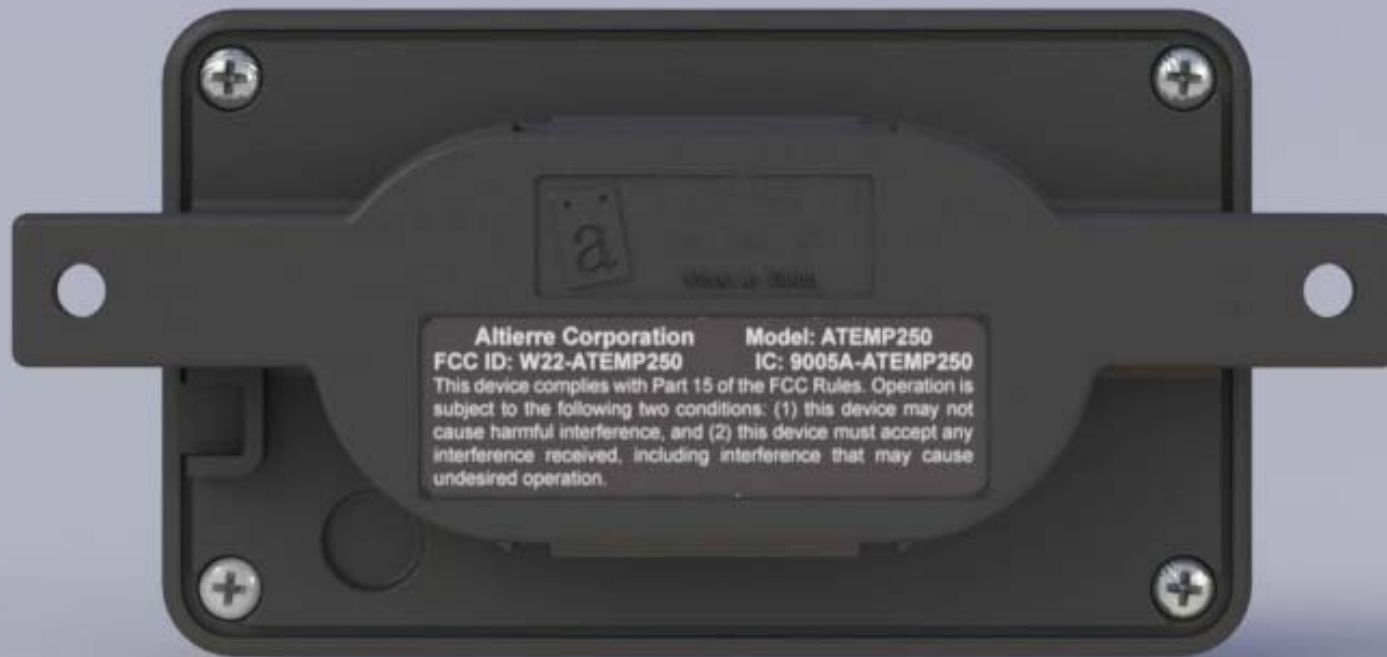 a
Altierre Corporation Model: ATEMP250
FCC ID: W22-ATEMP250 IC: 9005A-ATEMP250
This device complies with Part 15 of the FCC Rules. Operation is
subject to the following two conditions: (1) this device may not
cause harmful interference, and (2) this device must accept any
interference received, including interference that may cause
undesired operation.